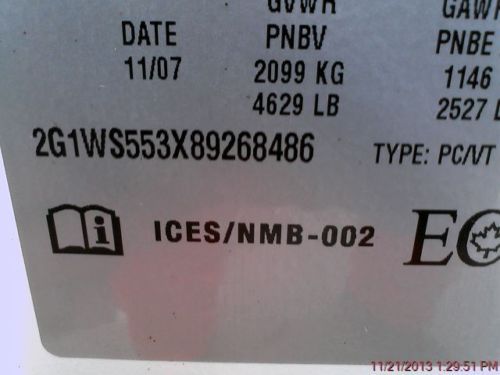 GVWR GAWR
DATE PNBV PNBE
11/07 2099 KG 1146
4629 LB 2527 L
2G1WS553X89268486 TYPE: PC/VT
ICES/NMB-002
11/21/2013 1:29:51 PM